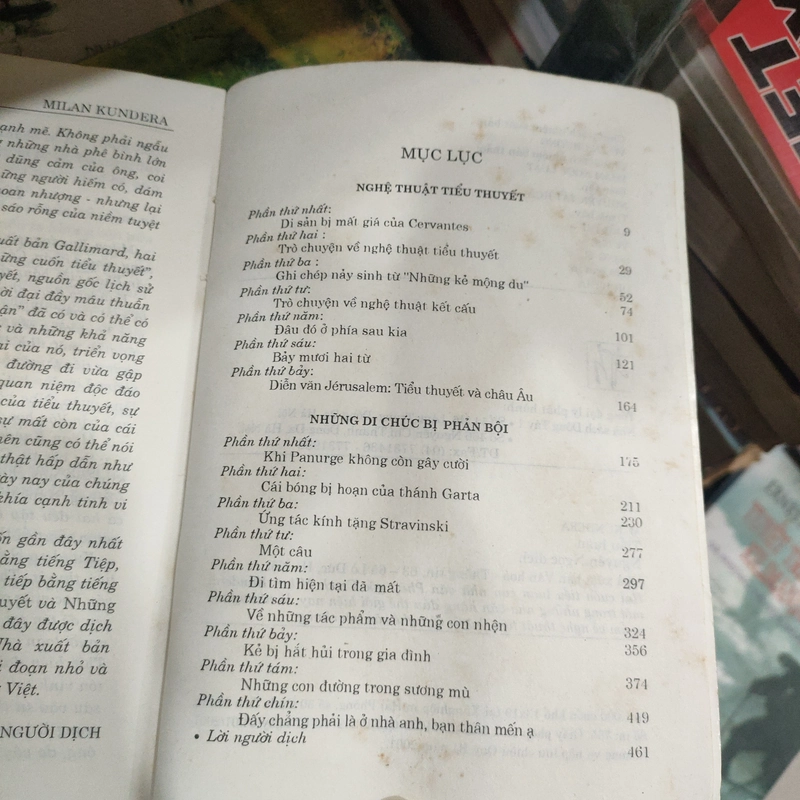 MILAN KUNDERA
ạnh mẽ. Không phải ngẫu
những nhà phê bình lớn
dũng cảm của ông, coi
những người hiếm có, dám
oan nhượng - nhưng lại
sáo rỗng của niềm tuyệt
uất bản Gallimard, hai
ững cuốn tiểu thuyết",
yết, nguồn gốc lịch sử
ời đại đầy mâu thuẫn
ận" đã có và có thể có
và những khả năng
ại của nó, triển vọng
đường đi vừa gập
quan niệm độc đáo
của tiểu thuyết, sự
sự mất còn của cái
nên cũng có thể nói
thật hấp dẫn như
ày nay của chúng
khía cạnh tinh vi
ốn gần đây nhất
ằng tiếng Tiệp,
tiếp bằng tiếng
uyết và Những
đây được dịch
Nhà xuất bản
i đoạn nhỏ và
Việt.
NGƯỜI DỊCH
MỤC LỤC
NGHỆ THUẬT TIỂU THUYẾT
Phần thứ nhất:
Di sản bị mất giá của Cervantes 9
Phần thứ hai :
Trò chuyện về nghệ thuật tiểu thuyết 29
Phần thứ ba :
Ghi chép nảy sinh từ "Những kẻ mộng du" 52
Phần thứ tư:
Trò chuyện về nghệ thuật kết cấu 74
Phần thứ năm:
Đâu đó ở phía sau kia 101
Phần thứ sáu:
Bảy mươi hai từ 121
Phần thứ bảy:
Diễn văn Jérusalem: Tiểu thuyết và châu Âu 164
NHỮNG DI CHÚC BỊ PHẢN BỘI
Phần thứ nhất:
Khi Panurge không còn gây cười 175
Phần thứ hai:
Cái bóng bị hoạn của thánh Garta 211
Phần thứ ba:
Ứng tác kính tặng Stravinski 230
Phần thứ tư:
Một câu 277
Phần thứ năm:
Đi tìm hiện tại đã mất 297
Phần thứ sáu:
Về những tác phẩm và những con nhện 324
Phần thứ bảy:
Kẻ bị hắt hủi trong gia đình 356
Phần thứ tám:
Những con đường trong sương mù 374
Phần thứ chín:
Đấy chẳng phải là ở nhà anh, bạn thân mến ạ 419
• Lời người dịch 461